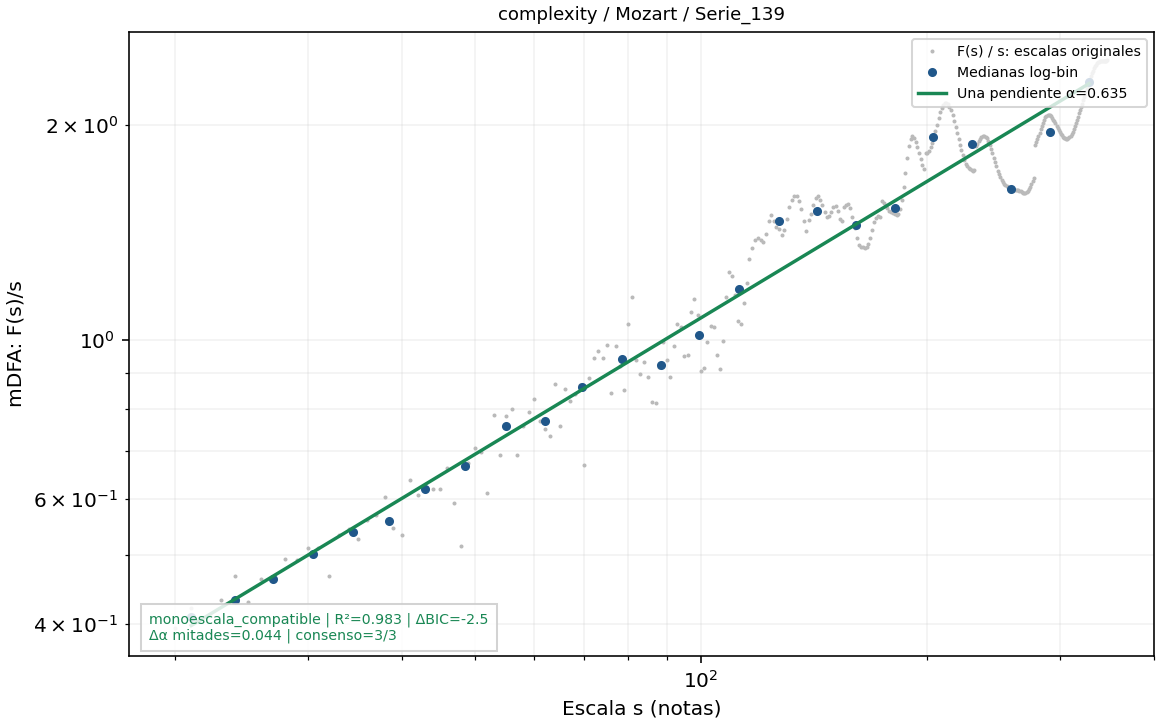 complexity / Mozart / Serie_139
F(s) / s: escalas originales
Medianas log-bin
Una pendiente α=0.635
2 × 10⁰
10⁰
6 × 10⁻¹
4 × 10⁻¹
mDFA: F(s)/s
monoescala_compatible | R²=0.983 | ΔBIC=-2.5
Δα mitades=0.044 | consenso=3/3
10²
Escala s (notas)